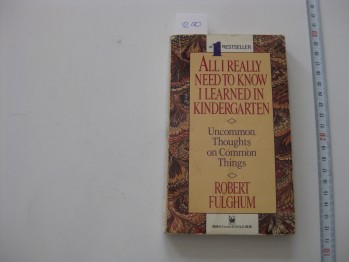 #1 BESTSELLER
ALL I REALLY
NEED TO KNOW
I LEARNED IN
KINDERGARTEN
Uncommon
Thoughts
on Common
Things
ROBERT
FULGHUM